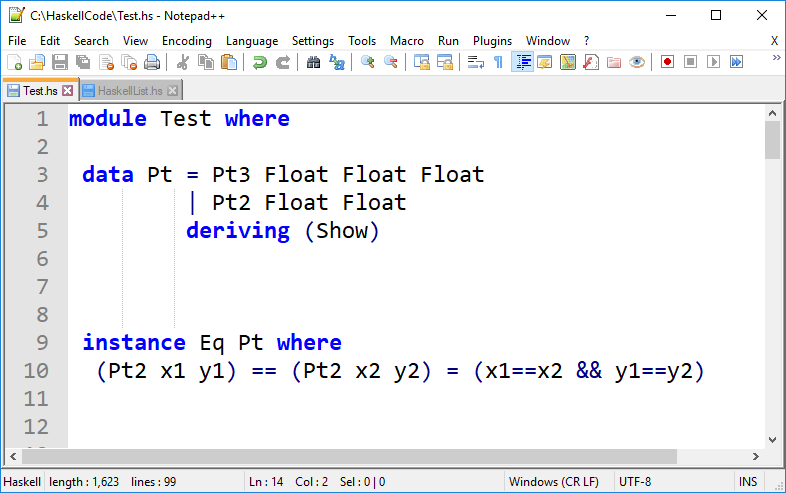 C:\HaskellCode\Test.hs - Notepad++
File Edit Search View Encoding Language Settings Tools Macro Run Plugins Window ? X
Test.hs HaskellList.hs
1 module Test where
2
3 data Pt = Pt3 Float Float Float
4 | Pt2 Float Float
5 deriving (Show)
6
7
8
9 instance Eq Pt where
10 (Pt2 x1 y1) == (Pt2 x2 y2) = (x1==x2 && y1==y2)
11
12
Haskell length : 1,623 lines : 99 Ln : 14 Col : 2 Sel : 0 | 0 Windows (CR LF) UTF-8 INS